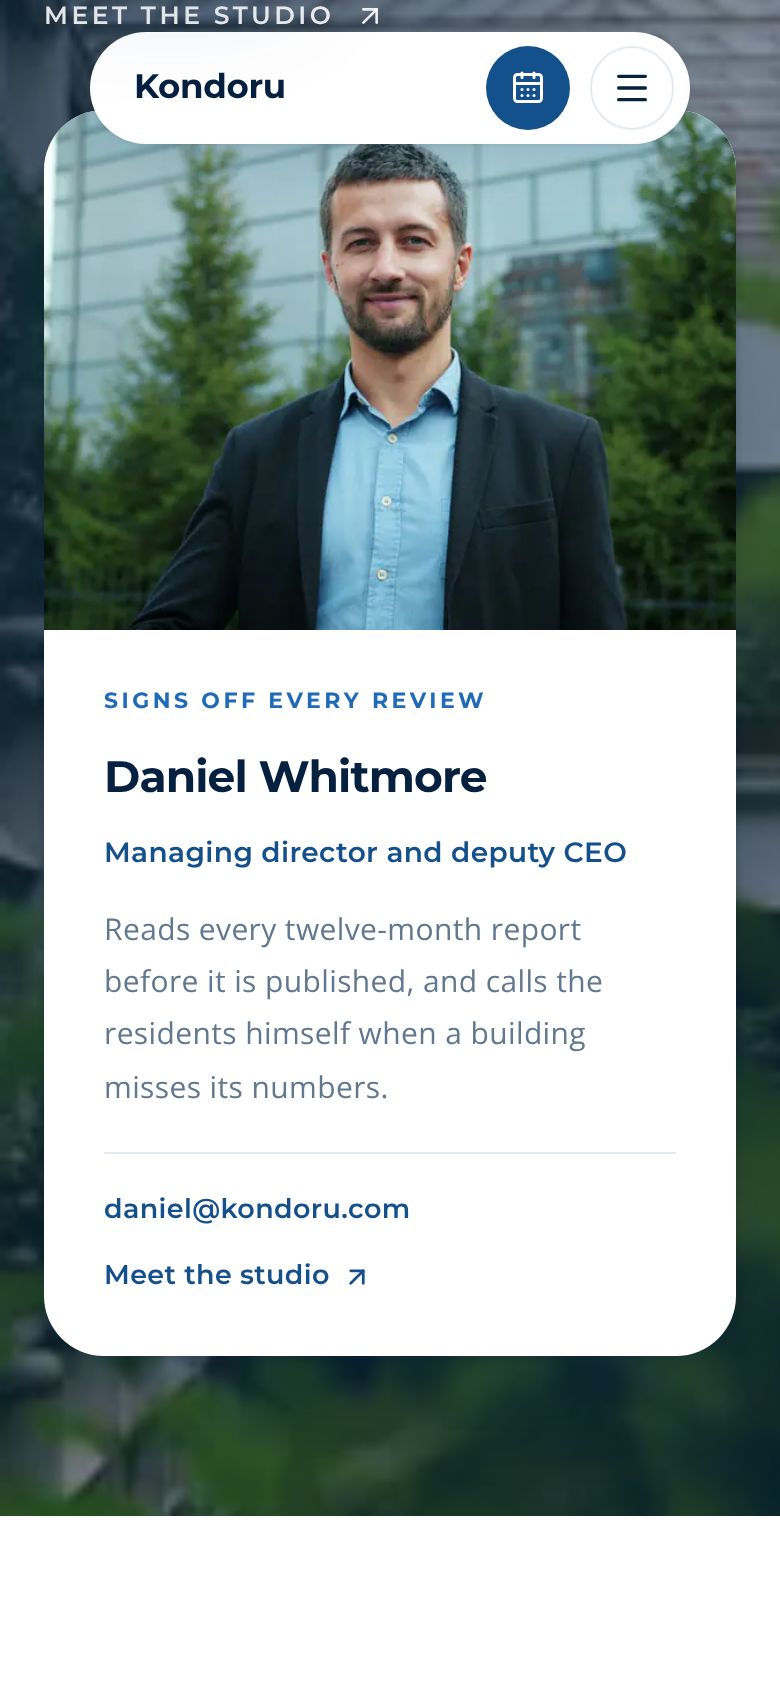 MEET THE STUDIO
Kondoru
SIGNS OFF EVERY REVIEW
Daniel Whitmore
Managing director and deputy CEO
Reads every twelve-month report
before it is published, and calls the
residents himself when a building
misses its numbers.
daniel@kondoru.com
Meet the studio